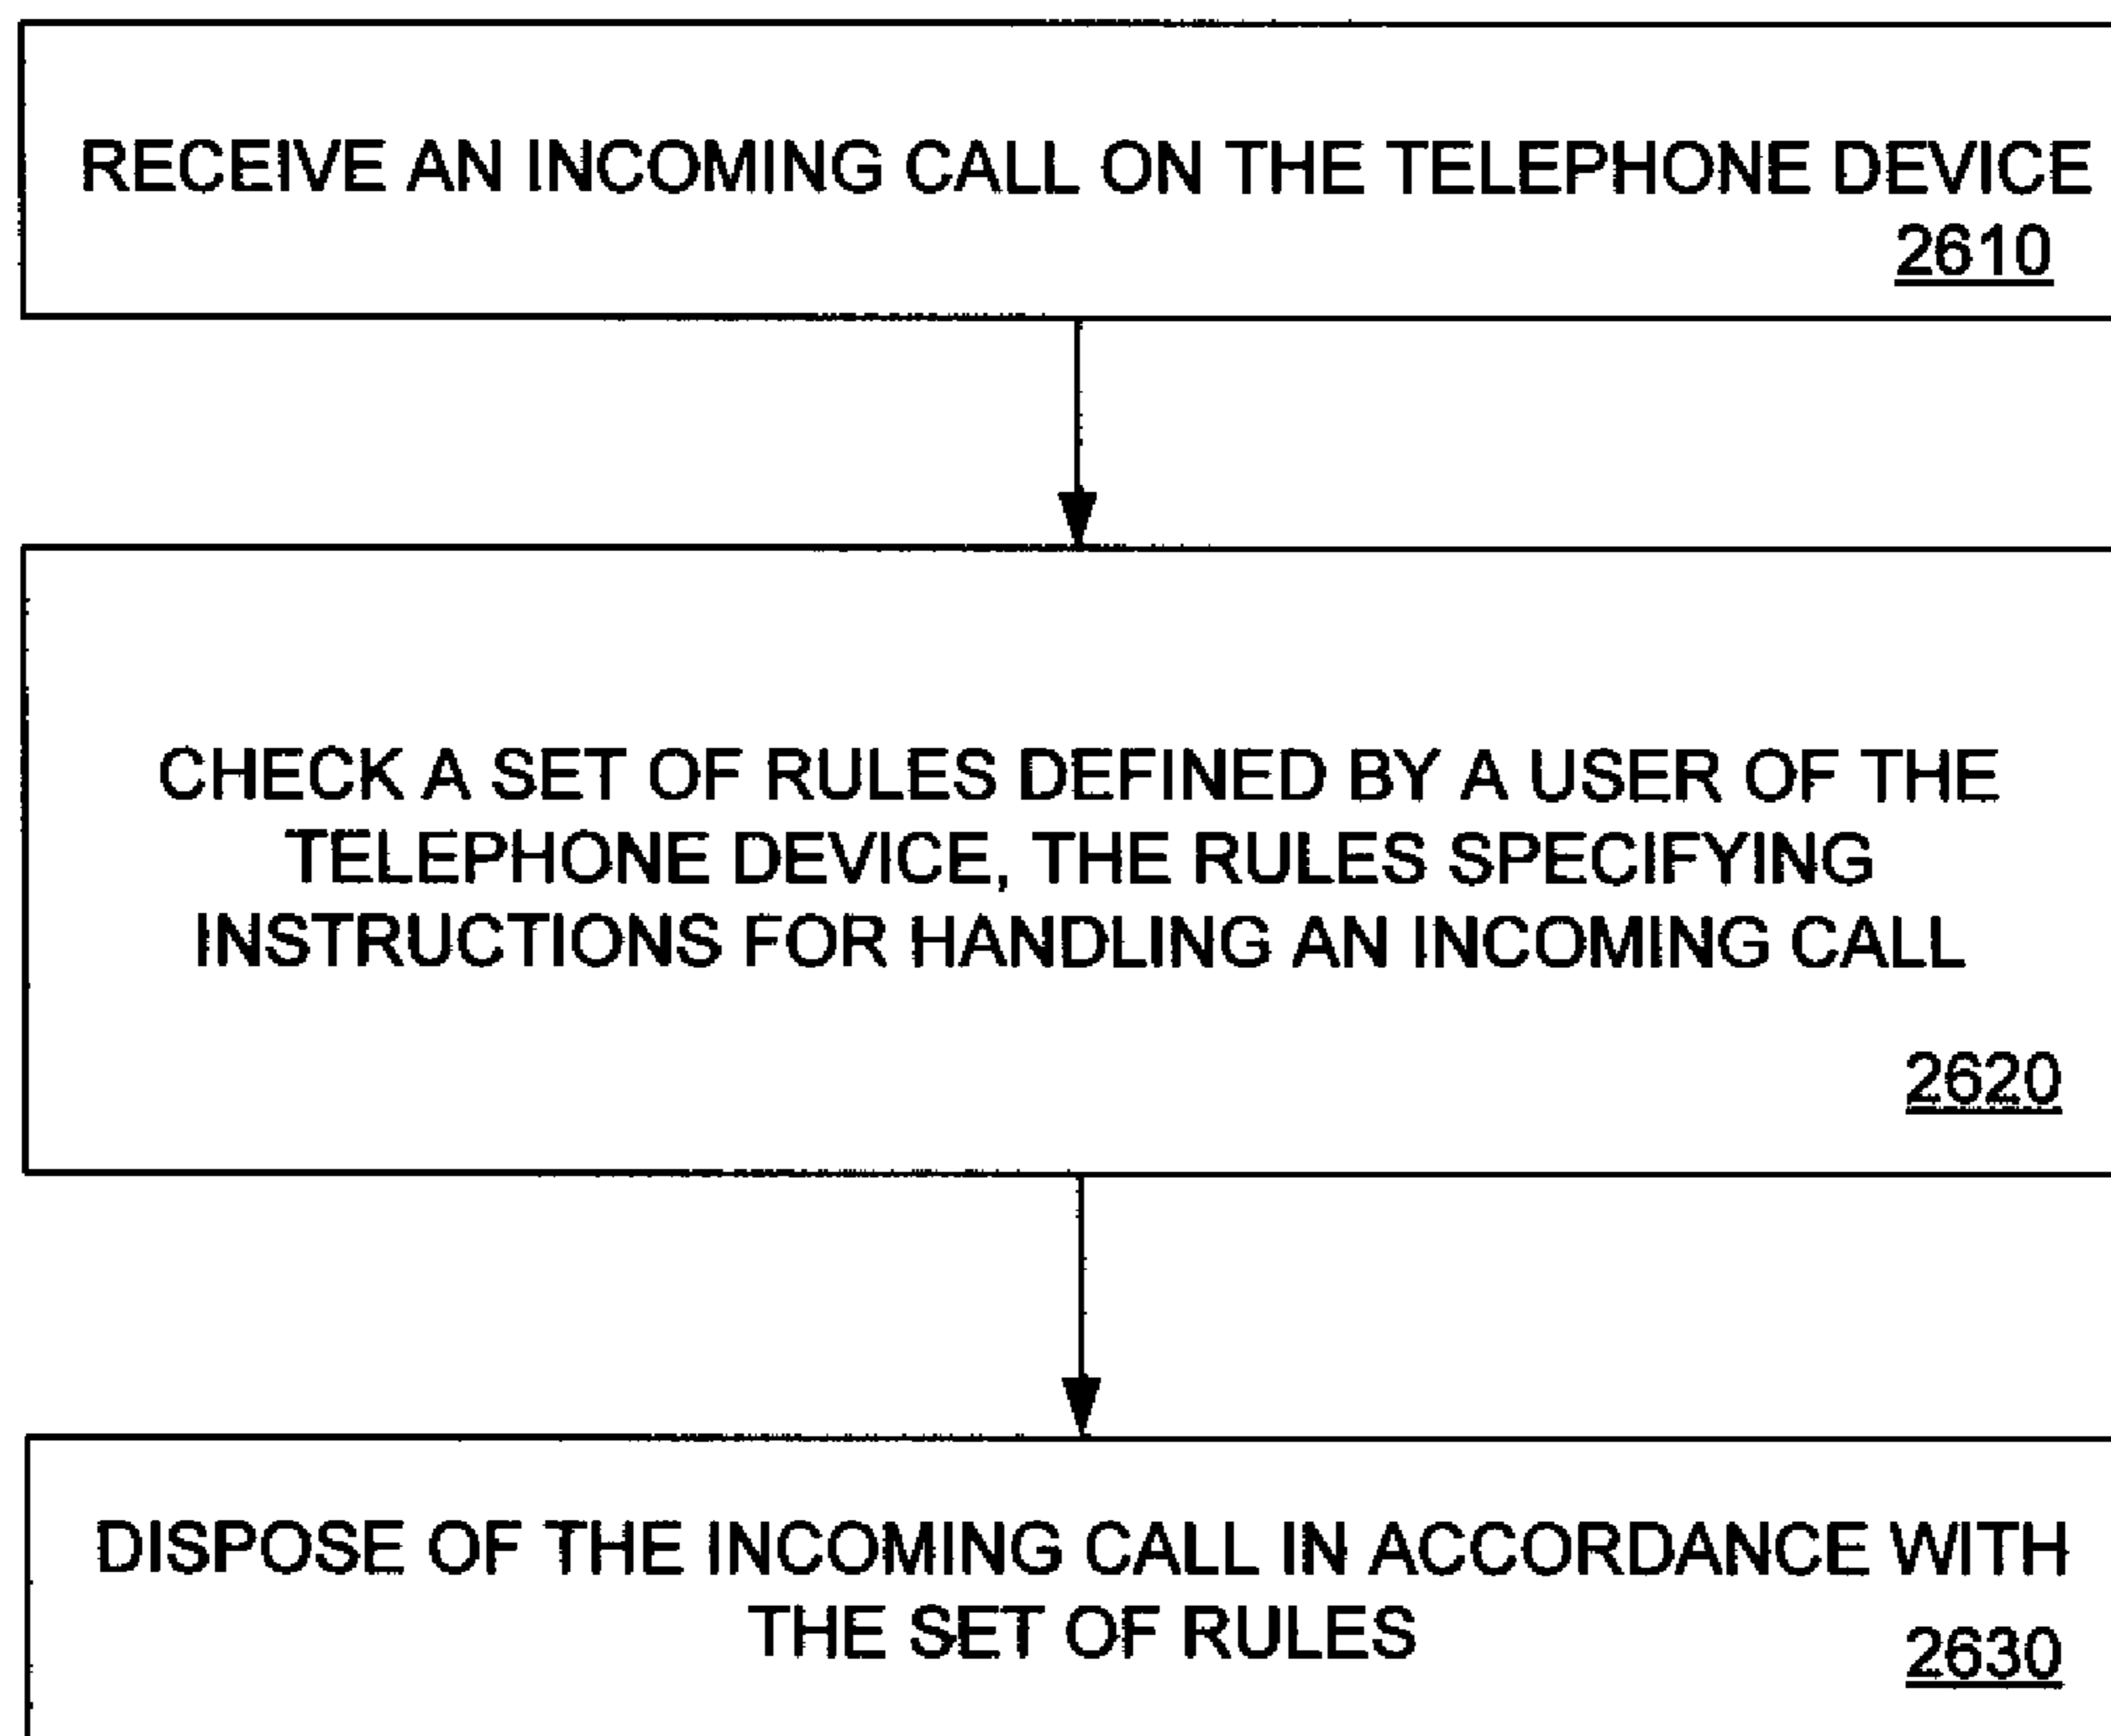 RECEIVE AN INCOMING CALL ON THE TELEPHONE DEVICE
2610
CHECK A SET OF RULES DEFINED BY A USER OF THE
TELEPHONE DEVICE, THE RULES SPECIFYING
INSTRUCTIONS FOR HANDLING AN INCOMING CALL
2620
DISPOSE OF THE INCOMING CALL IN ACCORDANCE WITH
THE SET OF RULES
2630